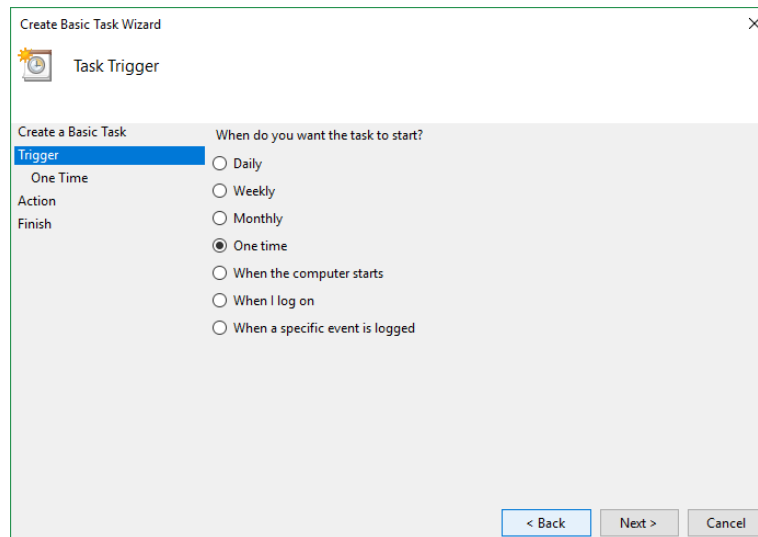 Create Basic Task Wizard
Task Trigger
Create a Basic Task
Trigger
One Time
Action
Finish
When do you want the task to start?
Daily
Weekly
Monthly
One time
When the computer starts
When I log on
When a specific event is logged
< Back
Next >
Cancel